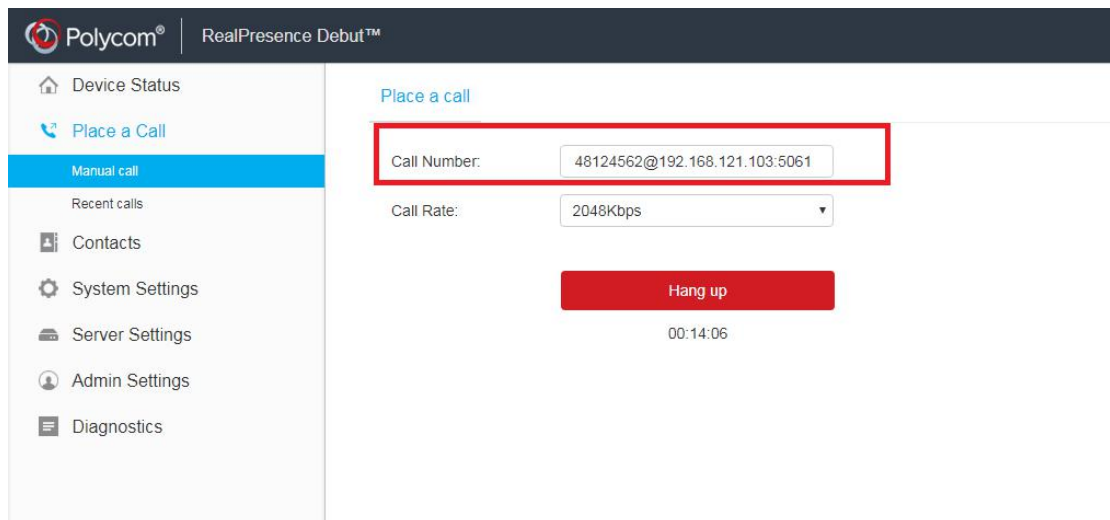 Polycom® RealPresence Debut™
Device Status
Place a Call
Manual call
Recent calls
Contacts
System Settings
Server Settings
Admin Settings
Diagnostics
Place a call
Call Number: 48124562@192.168.121.103:5061
Call Rate: 2048Kbps
Hang up
00:14:06